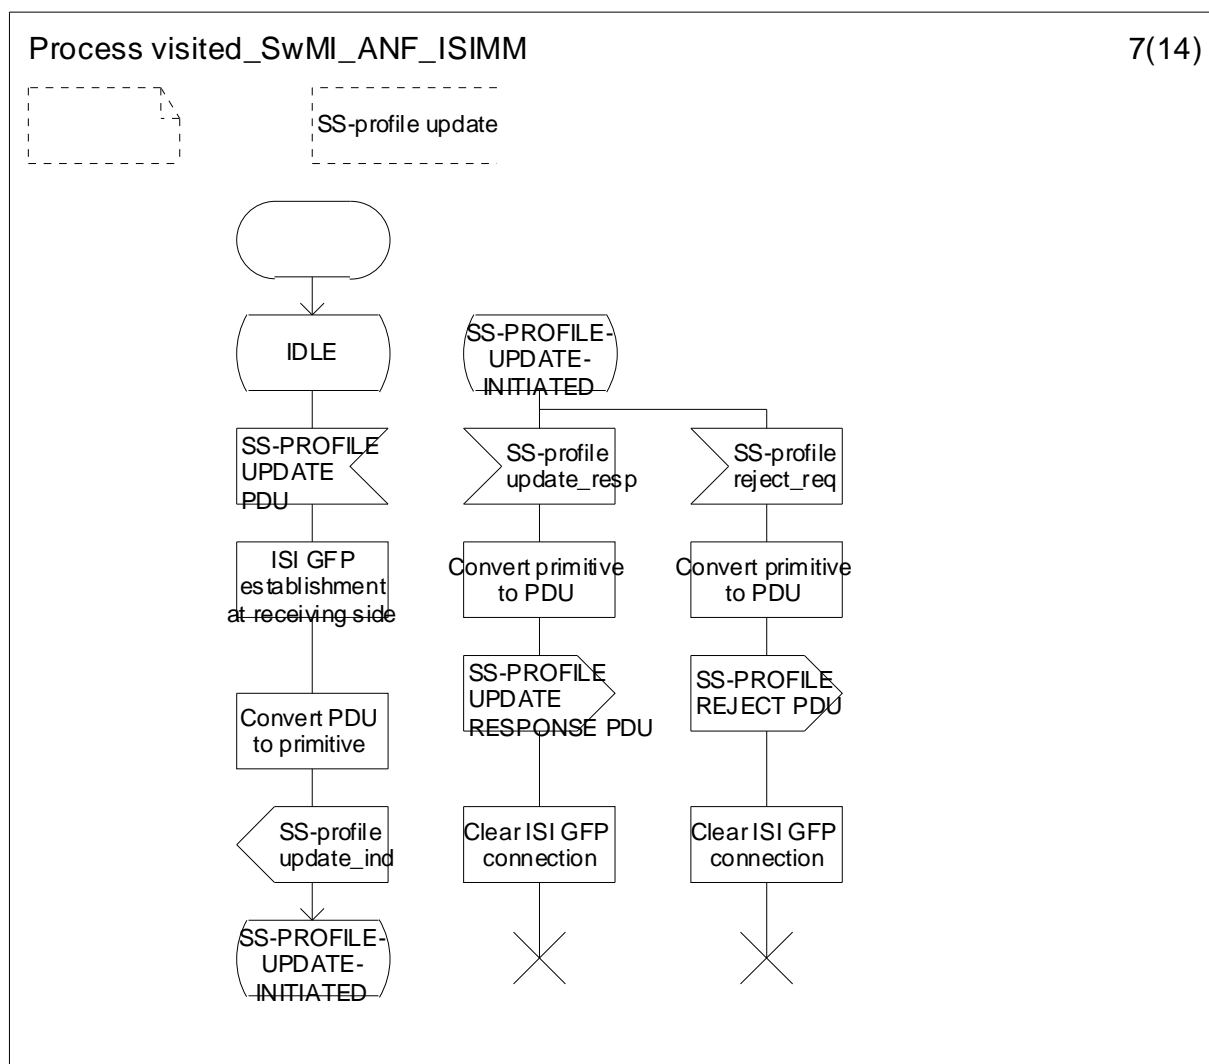 Process visited_SwMI_ANF_ISIMM
7(14)
SS-profile update
IDLE
SS-PROFILE
UPDATE
PDU
ISI GFP
establishment
at receiving side
Convert PDU
to primitive
SS-profile
update_ind
SS-PROFILE-
UPDATE-
INITIATED
SS-PROFILE-
UPDATE-
INITIATED
SS-profile
update_resp
Convert primitive
to PDU
SS-PROFILE
UPDATE
RESPONSE PDU
Clear ISI GFP
connection
SS-profile
reject_req
Convert primitive
to PDU
SS-PROFILE
REJECT PDU
Clear ISI GFP
connection